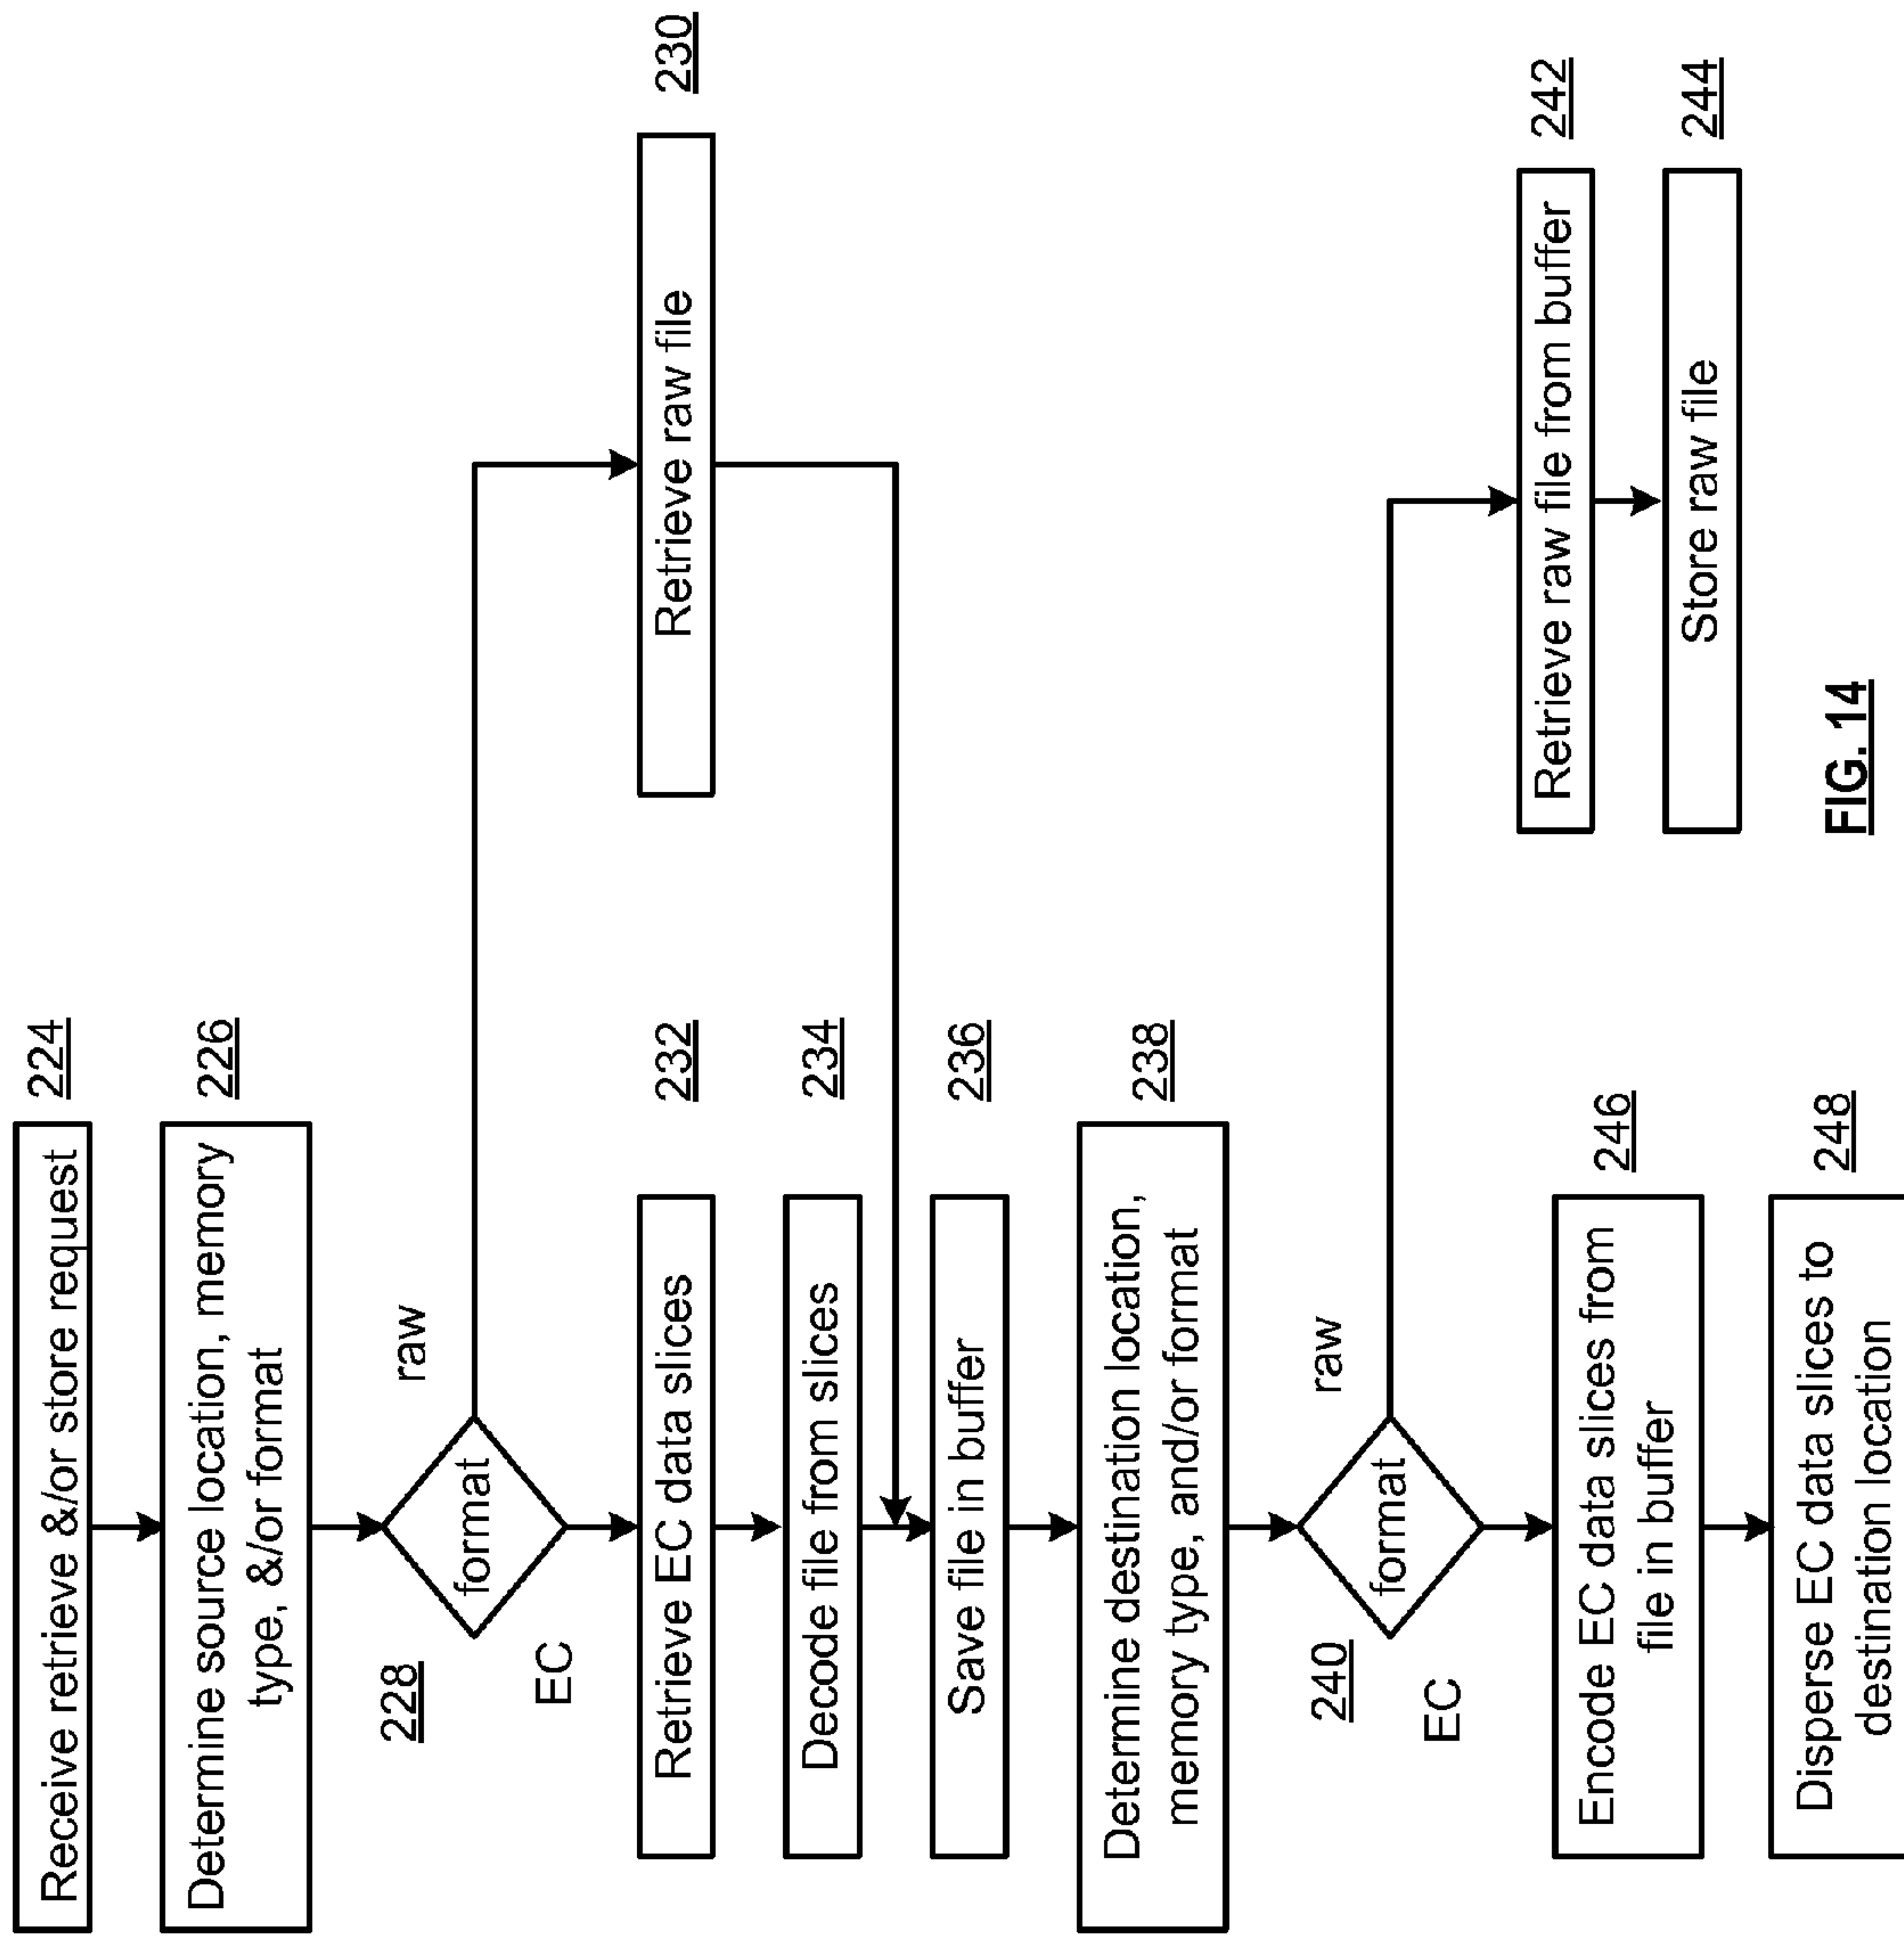 Receive retrieve &/or store request
224
Determine source location, memory
type, &/or format
226
228
format
raw
EC
Retrieve raw file
230
Retrieve EC data slices
232
Decode file from slices
234
Save file in buffer
236
Determine destination location,
memory type, and/or format
238
240
format
raw
EC
Retrieve raw file from buffer
242
Store raw file
244
Encode EC data slices from
file in buffer
246
Disperse EC data slices to
destination location
248
FIG. 14